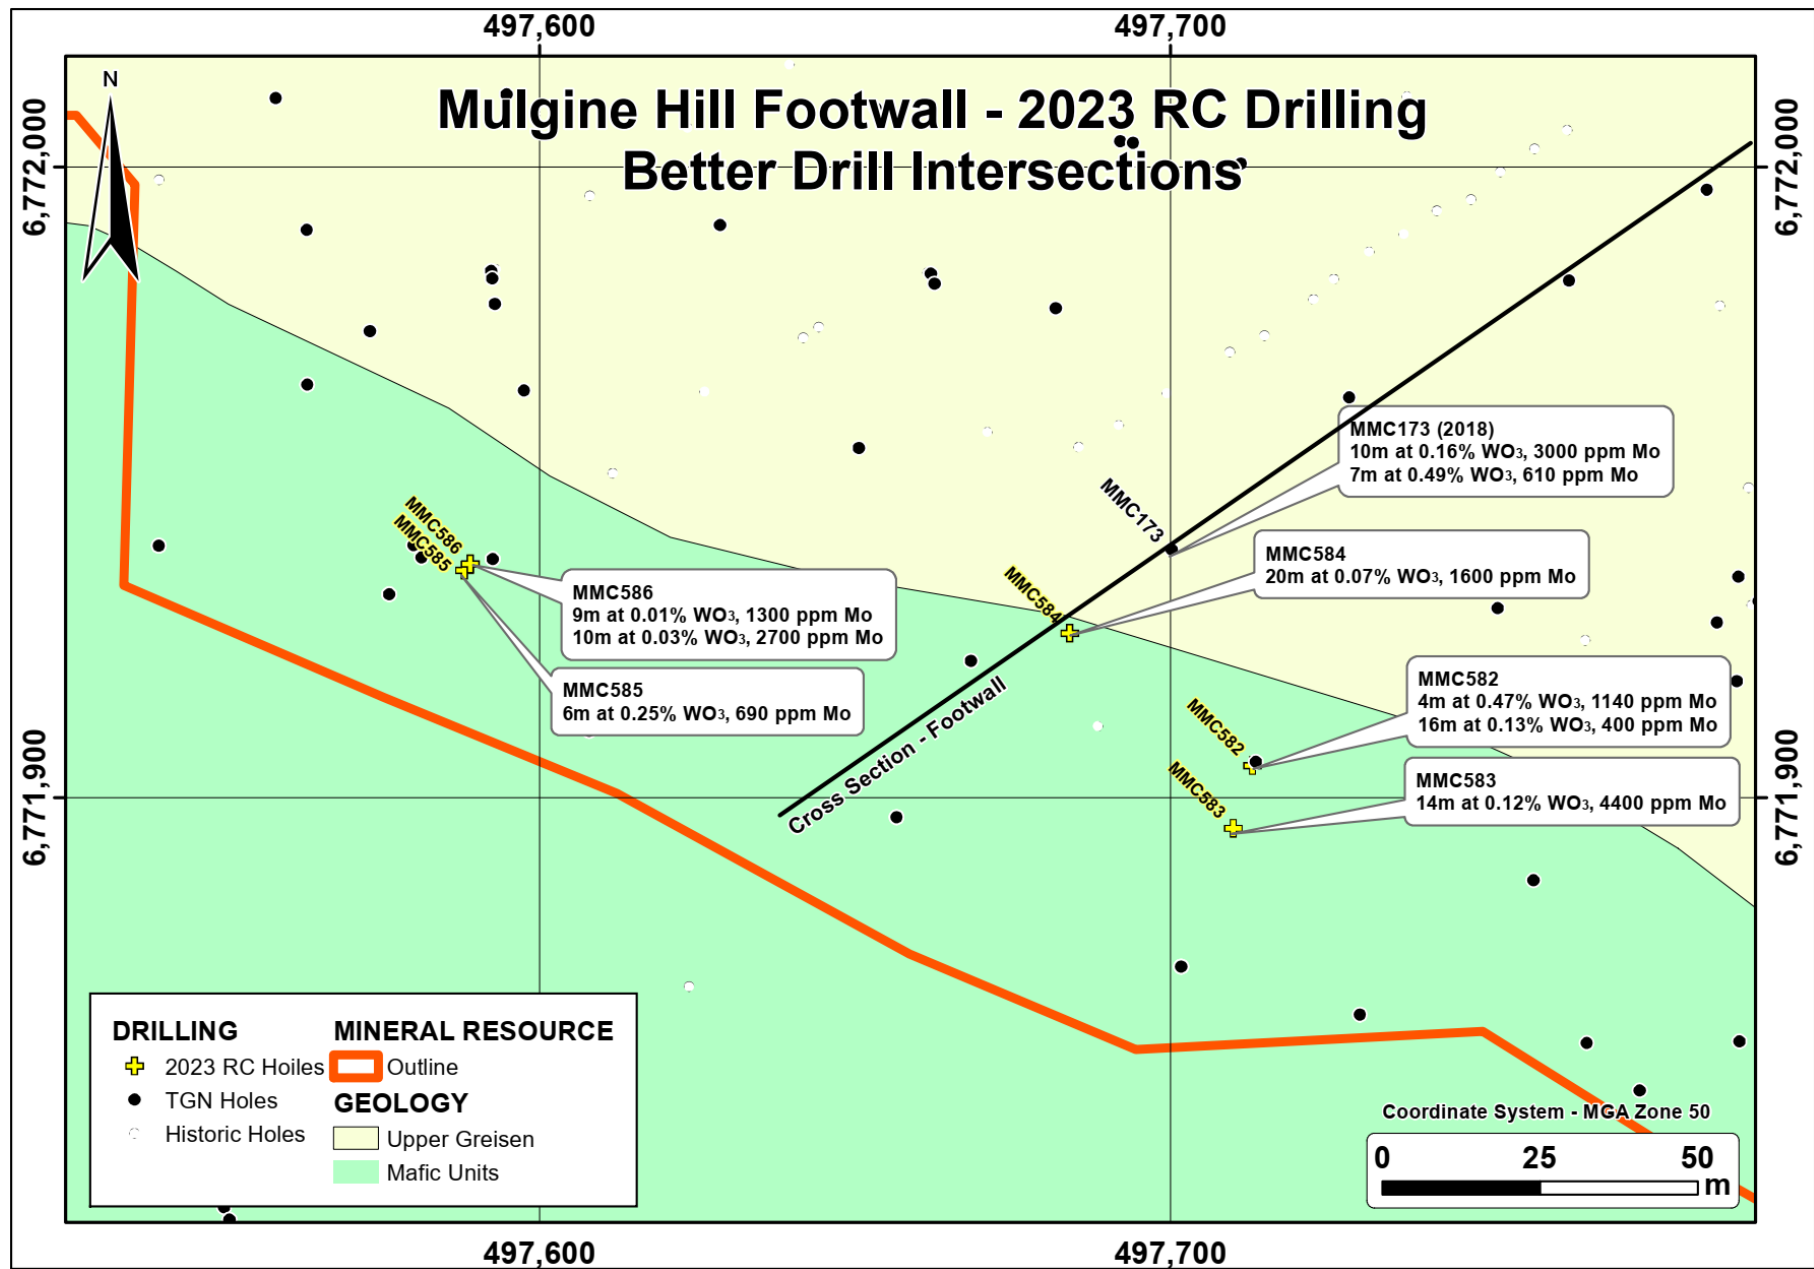 497,600
497,700
N
Mulgine Hill Footwall - 2023 RC Drilling
Better Drill Intersections
6,772,000
6,772,000
MMC173 (2018)
10m at 0.16% WO₃, 3000 ppm Mo
7m at 0.49% WO₃, 610 ppm Mo
MMC173
MMC586
MMC585
MMC584
20m at 0.07% WO₃, 1600 ppm Mo
MMC584
MMC586
9m at 0.01% WO₃, 1300 ppm Mo
10m at 0.03% WO₃, 2700 ppm Mo
MMC585
6m at 0.25% WO₃, 690 ppm Mo
MMC582
4m at 0.47% WO₃, 1140 ppm Mo
16m at 0.13% WO₃, 400 ppm Mo
MMC582
Cross Section - Footwall
MMC583
MMC583
14m at 0.12% WO₃, 4400 ppm Mo
6,771,900
6,771,900
DRILLING
2023 RC Hoiles
TGN Holes
Historic Holes
MINERAL RESOURCE
Outline
GEOLOGY
Upper Greisen
Mafic Units
Coordinate System - MGA Zone 50
0 25 50
m
497,600
497,700